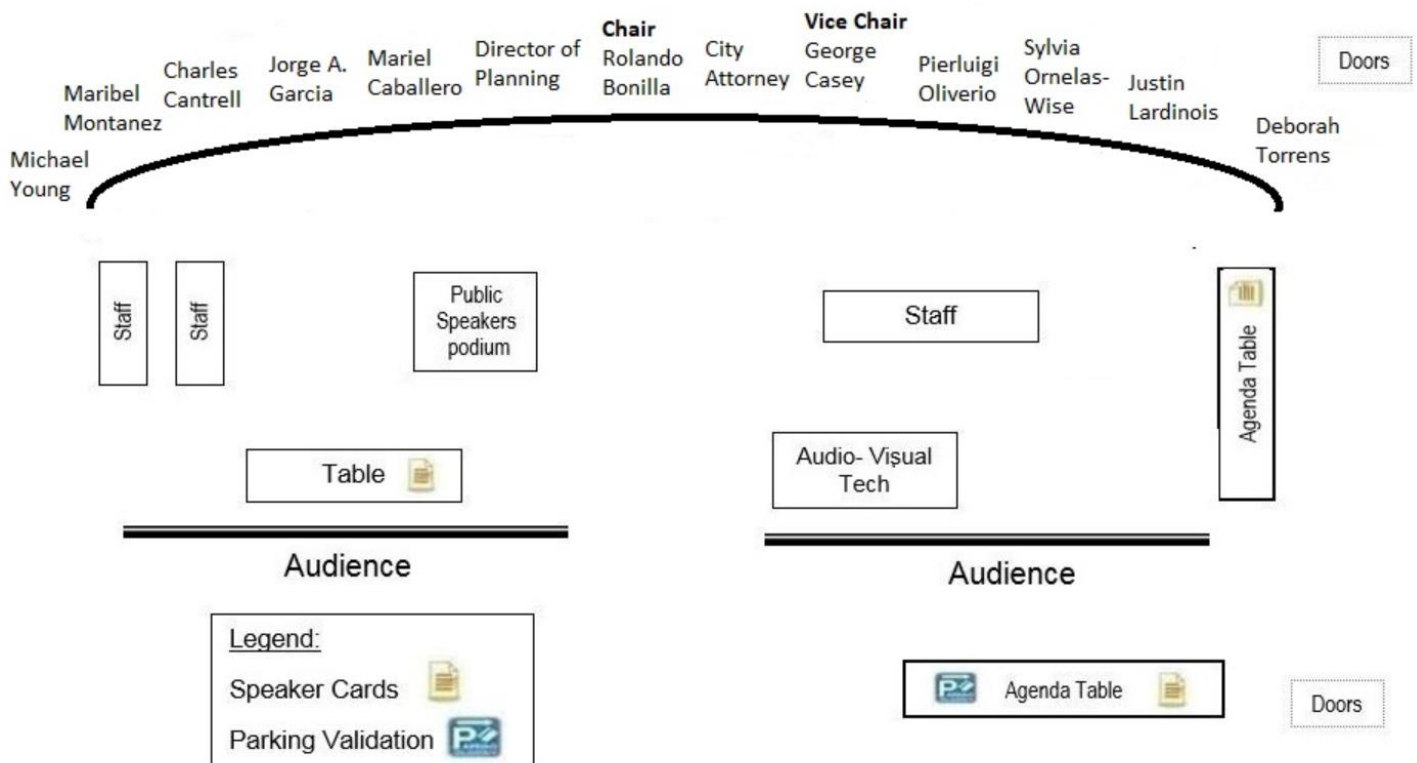 Michael
Young
Maribel
Montanez
Charles
Cantrell
Jorge A.
Garcia
Mariel
Caballero
Director of
Planning
Chair
Rolando
Bonilla
City
Attorney
Vice Chair
George
Casey
Pierluigi
Oliverio
Sylvia
Ornelas-
Wise
Justin
Lardinois
Deborah
Torrens
Doors
Staff
Staff
Public
Speakers
podium
Staff
Agenda Table
Table
Audio- Vişual
Tech
Audience
Audience
Legend:
Speaker Cards
Parking Validation
P
P
Agenda Table
Doors